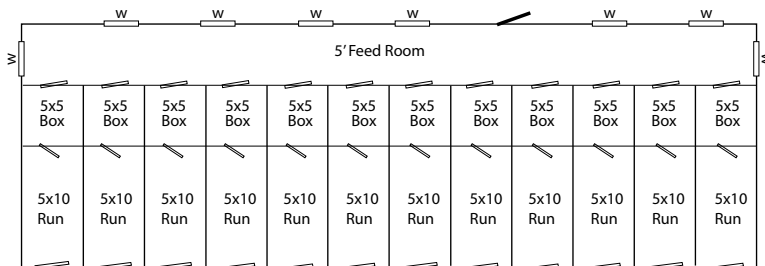 W W W W W W
W 5' Feed Room W
5x5 5x5 5x5 5x5 5x5 5x5 5x5 5x5 5x5 5x5 5x5 5x5
Box Box Box Box Box Box Box Box Box Box Box Box
5x10 5x10 5x10 5x10 5x10 5x10 5x10 5x10 5x10 5x10 5x10 5x10
Run Run Run Run Run Run Run Run Run Run Run Run